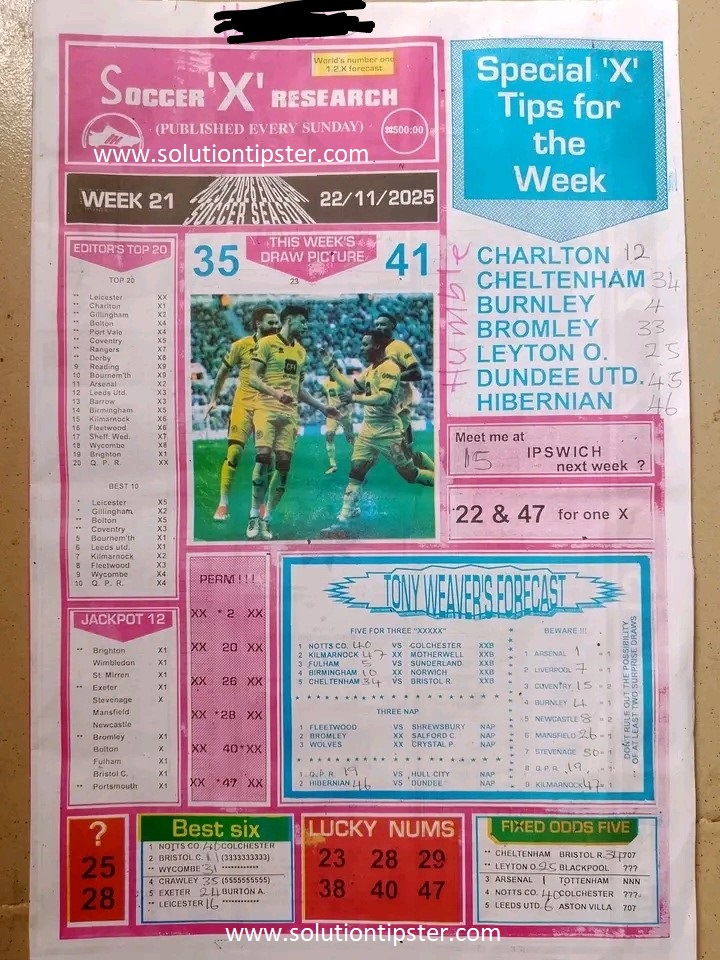 World's number one
1.2.X forecast
SOCCER 'X' RESEARCH
(PUBLISHED EVERY SUNDAY)
₦500:00
www.solutiontipster.com
WEEK 21
SOCCER SEASON
22/11/2025
Special 'X'
Tips for
the
Week
Humble
CHARLTON 12
CHELTENHAM 34
BURNLEY 4
BROMLEY 33
LEYTON O. 25
DUNDEE UTD. 45
HIBERNIAN 46
Meet me at
15 IPSWICH
next week ?
22 & 47 for one X
EDITOR'S TOP 20
TOP 20
** Leicester XX
** Charlton X1
** Gillingham X2
** Bolton X4
** Port Vale X4
** Coventry X5
** Rangers X7
** Derby X8
9 Reading X9
10 Bournem'th X9
11 Arsenal X2
12 Leeds Utd. X3
13 Barrow X3
14 Birmingham X5
15 Kilmarnock X6
16 Fleetwood X6
17 Sheff. Wed. X7
18 Wycombe X9
19 Brighton X1
20 Q. P. R. XX
BEST 10
* Leicester X5
* Gillingham X2
** Bolton X5
** Coventry X3
5 Bournem'th X1
6 Leeds utd. X1
7 Kilmarnock X2
8 Fleetwood X3
9 Wycombe X4
10 Q. P. R. X4
35
THIS WEEK'S
DRAW PICTURE
23
41
JACKPOT 12
** Brighton X1
Wimbledon X1
St. Mirren X1
** Exeter X1
Stevenage X
Mansfield
Newcastle
** Bromley X1
Bolton X
Fulham X1
Bristol C. X1
** Portsmouth X1
PERM!!!
XX *2 XX
XX 20 XX
XX 26 XX
XX *28 XX
XX 40*XX
XX *47 XX
TONY WEAVER'S FORECAST
FIVE FOR THREE "XXXXX"
1 NOTTS CO. 40 VS COLCHESTER XXB
2 KILMARNOCK 47 XX MOTHERWELL XXB
3 FULHAM 5 VS SUNDERLAND XXB
4 BIRMINGHAM 10 XX NORWICH XXB
5 CHELTENHAM 34 VS BRISTOL R. XXB
THREE NAP
1 FLEETWOOD VS SHREWSBURY NAP
2 BROMLEY XX SALFORD C. NAP
3 WOLVES XX CRYSTAL P. NAP
1 Q.P.R 19 VS HULL CITY NAP
2 HIBERNIAN 46 VS DUNDEE NAP
BEWARE !!!
1 ARSENAL 1 = 1
2 LIVERPOOL 7 = 1
3 COVENTRY 15 = 2
4 BURNLEY 4 = 1
5 NEWCASTLE 8 = 2
6 MANSFIELD 26 = 1
7 STEVENAGE 30 = 1
8 Q.P.R. 19 = 1
9 KILMARNOCK 47 = 1
DON'T RULE OUT THE POSSIBILITY
OF AT LEAST TWO SURPRISE DRAWS
?
25
28
Best six
1 NOTTS CO. 40 COLCHESTER
2 BRISTOL C. 11 (3333333333)
** WYCOMBE 31 ************
4 CRAWLEY 35 (5555555555)
5 EXETER 24 BURTON A.
** LEICESTER 16 ************
LUCKY NUMS
23 28 29
38 40 47
FIXED ODDS FIVE
** CHELTENHAM BRISTOL R. 34 707
** LEYTON O. 25 BLACKPOOL ???
3 ARSENAL 1 TOTTENHAM NNN
4 NOTTS CO. 40 COLCHESTER ???
5 LEEDS UTD. 6 ASTON VILLA 707
www.solutiontipster.com